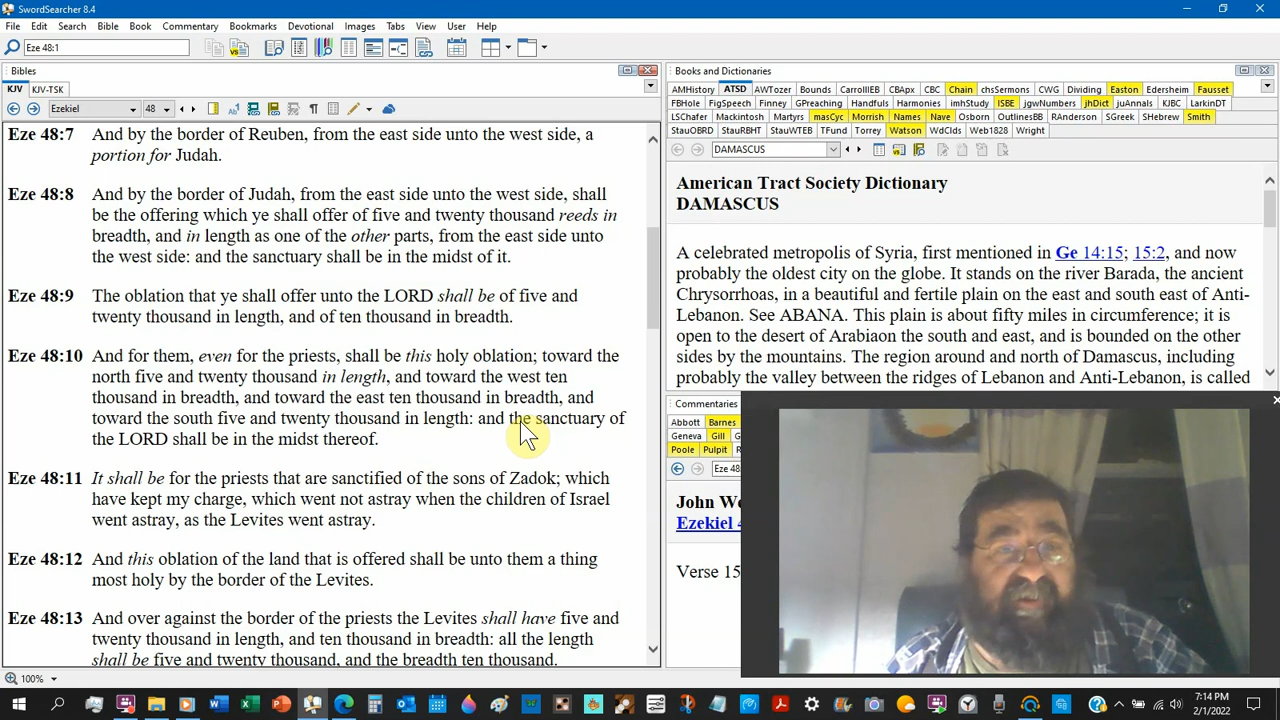 SwordSearcher 8.4
File Edit Search Bible Book Commentary Bookmarks Devotional Images Tabs View User Help
Eze 48:1
Bibles
KJV KJV-TSK
Ezekiel 48
Eze 48:7 And by the border of Reuben, from the east side unto the west side, a
portion for Judah.
Eze 48:8 And by the border of Judah, from the east side unto the west side, shall
be the offering which ye shall offer of five and twenty thousand reeds in
breadth, and in length as one of the other parts, from the east side unto
the west side: and the sanctuary shall be in the midst of it.
Eze 48:9 The oblation that ye shall offer unto the LORD shall be of five and
twenty thousand in length, and of ten thousand in breadth.
Eze 48:10 And for them, even for the priests, shall be this holy oblation; toward the
north five and twenty thousand in length, and toward the west ten
thousand in breadth, and toward the east ten thousand in breadth, and
toward the south five and twenty thousand in length: and the sanctuary of
the LORD shall be in the midst thereof.
Eze 48:11 It shall be for the priests that are sanctified of the sons of Zadok; which
have kept my charge, which went not astray when the children of Israel
went astray, as the Levites went astray.
Eze 48:12 And this oblation of the land that is offered shall be unto them a thing
most holy by the border of the Levites.
Eze 48:13 And over against the border of the priests the Levites shall have five and
twenty thousand in length, and ten thousand in breadth: all the length
shall be five and twenty thousand, and the breadth ten thousand.
100%
Books and Dictionaries
AMHistory ATSD AWTozer Bounds CarrollIEB CBApx CBC Chain chsSermons CWG Dividing Easton Edersheim Fausset
FBHole FigSpeech Finney GPreaching Handfuls Harmonies imhStudy ISBE jgwNumbers jhDict juAnnals KJBC LarkinDT
LSChafer Mackintosh Martyrs masCyc Morrish Names Nave Osborn OutlinesBB RAnderson SGreek SHebrew Smith
StauOBRD StauRBHT StauWTEB TFund Torrey Watson WdClds Web1828 Wright
DAMASCUS
American Tract Society Dictionary
DAMASCUS
A celebrated metropolis of Syria, first mentioned in Ge 14:15; 15:2, and now
probably the oldest city on the globe. It stands on the river Barada, the ancient
Chrysorrhoas, in a beautiful and fertile plain on the east and south east of Anti-
Lebanon. See ABANA. This plain is about fifty miles in circumference; it is
open to the desert of Arabiaon the south and east, and is bounded on the other
sides by the mountains. The region around and north of Damascus, including
probably the valley between the ridges of Lebanon and Anti-Lebanon, is called
Commentaries
Abbott Barnes
Geneva Gill
Poole Pulpit
Eze 48
John We
Ezekiel 4
Verse 15
7:14 PM
2/1/2022